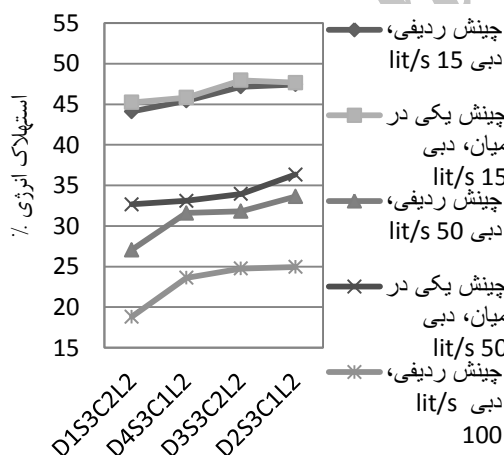 استهلاک انرژی %
55
50
45
40
35
30
25
20
15
D1S3C2L2
D4S3C1L2
D3S3C2L2
D2S3C1L2
چینش ردیفی،
دبی 15 lit/s
چینش یکی در
میان، دبی
15 lit/s
چینش ردیفی،
دبی 50 lit/s
چینش یکی در
میان، دبی
50 lit/s
چینش ردیفی،
دبی lit/s
100